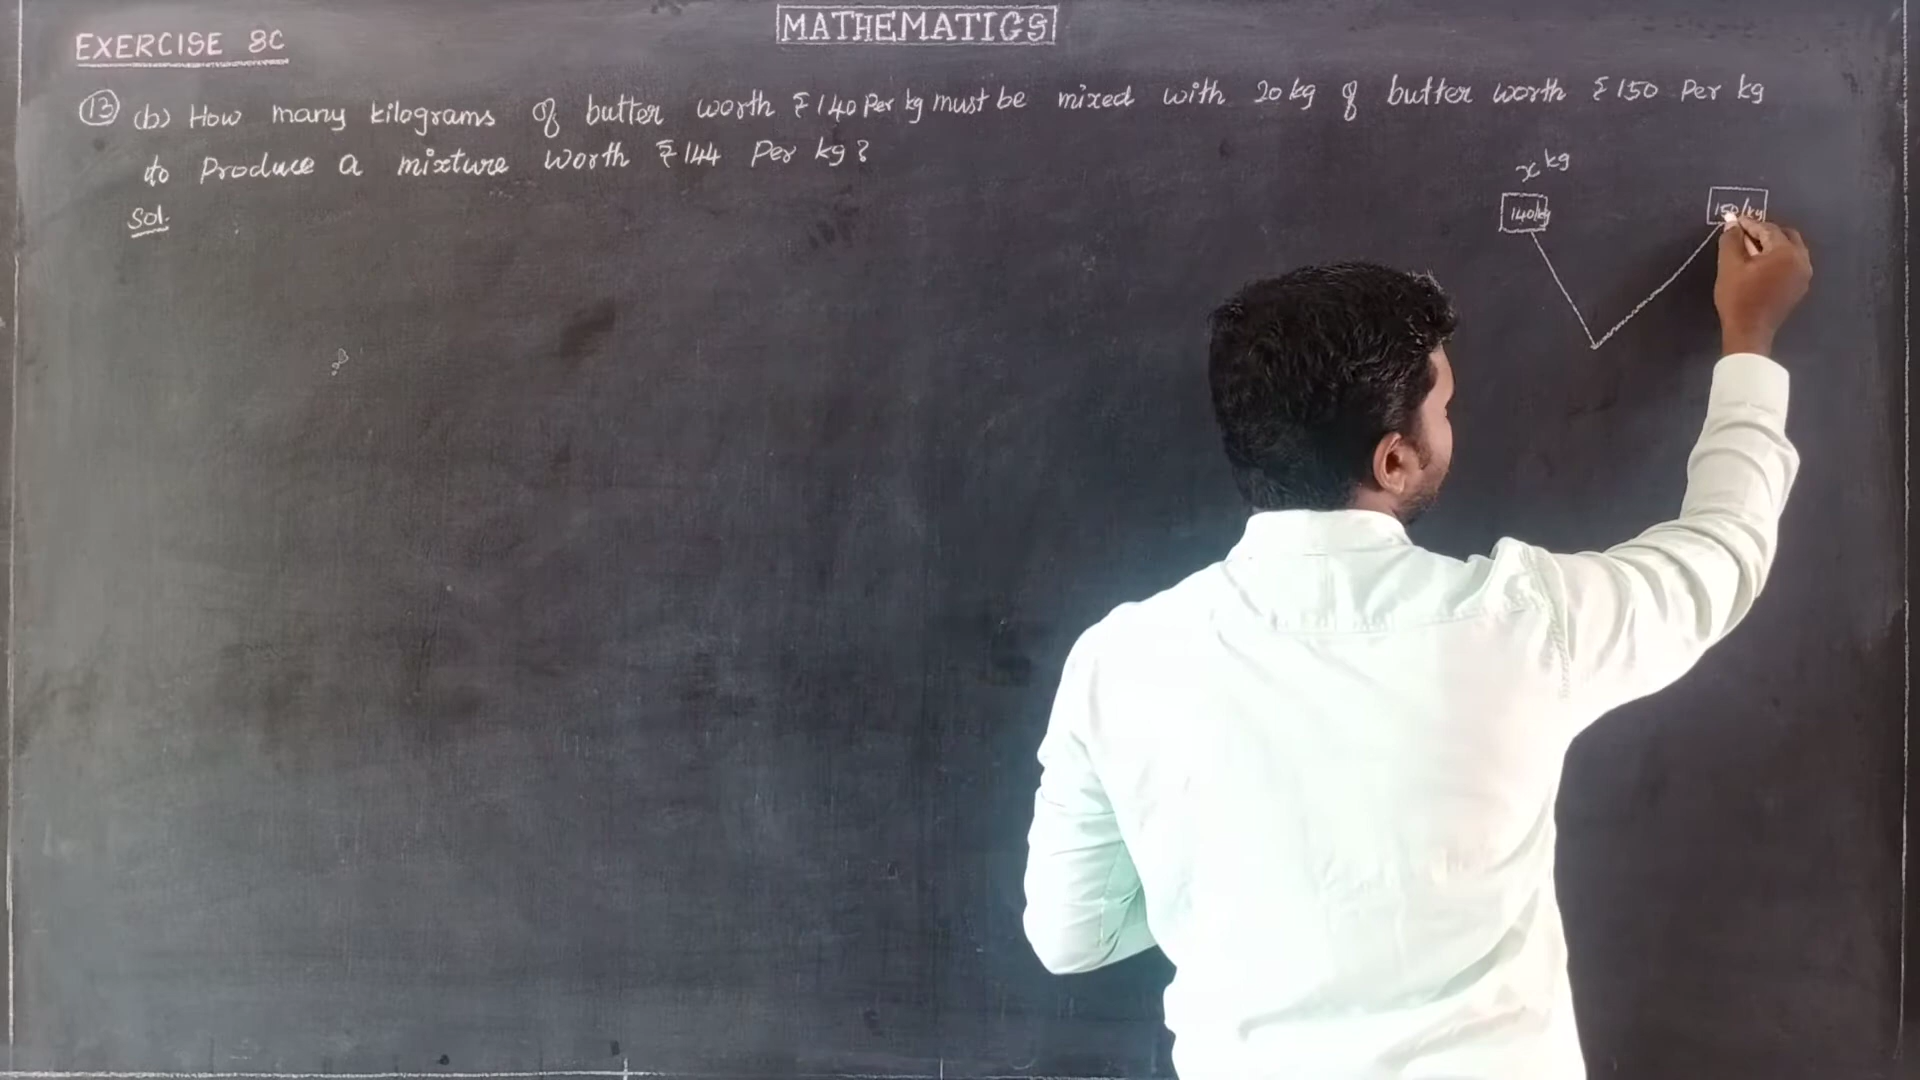 MATHEMATICS
EXERCISE 8C
13 (b) How many kilograms of butter worth ₹140 Per kg must be mixed with 20 kg of butter worth ₹150 Per kg
to Produce a mixture worth ₹144 Per kg?
x kg
140/kg 150/kg
Sol.